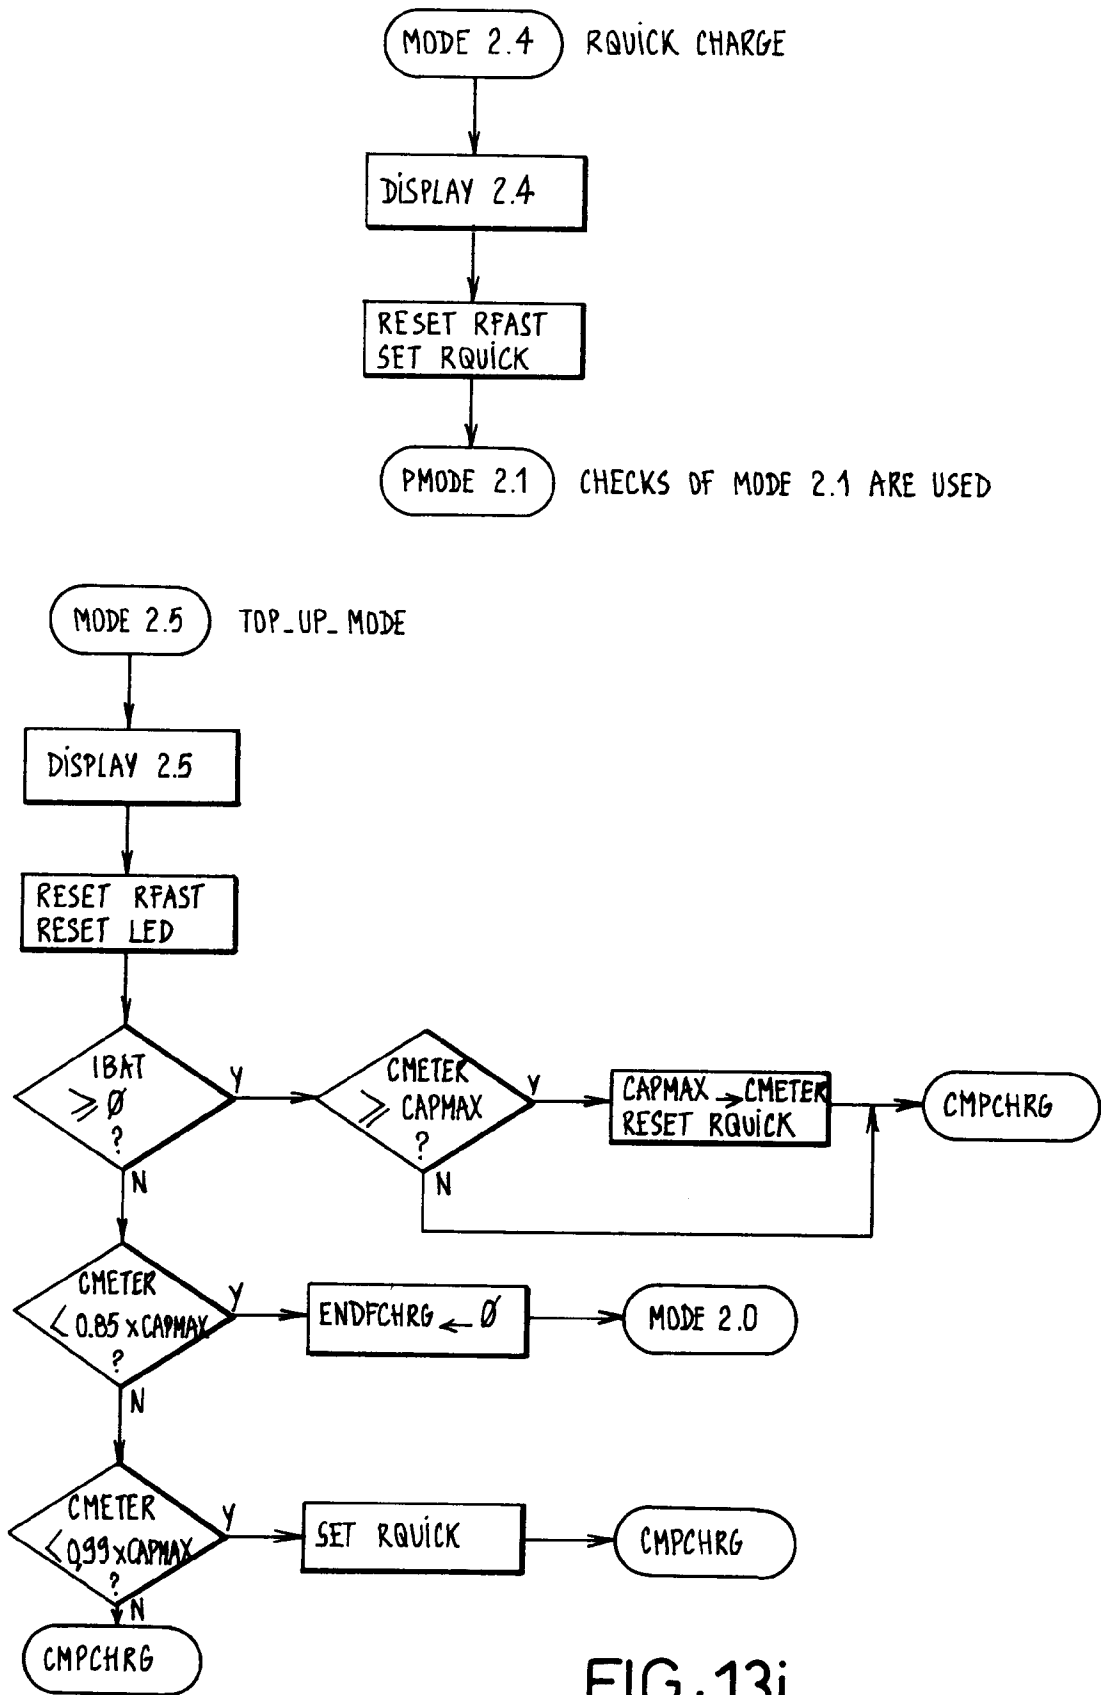 MODE 2.4 RQUICK CHARGE
DISPLAY 2.4
RESET RFAST
SET RQUICK
PMODE 2.1 CHECKS OF MODE 2.1 ARE USED
MODE 2.5 TOP_UP_MODE
DISPLAY 2.5
RESET RFAST
RESET LED
IBAT
⩾ Ø
?
Y
N
CMETER
⩾ CAPMAX
?
Y
N
CAPMAX → CMETER
RESET RQUICK
CMPCHRG
CMETER
< 0.85 x CAPMAX
?
Y
N
ENDFCHRG ← Ø
MODE 2.0
CMETER
< 0,99 x CAPMAX
?
Y
N
SET RQUICK
CMPCHRG
CMPCHRG
FIG.13i